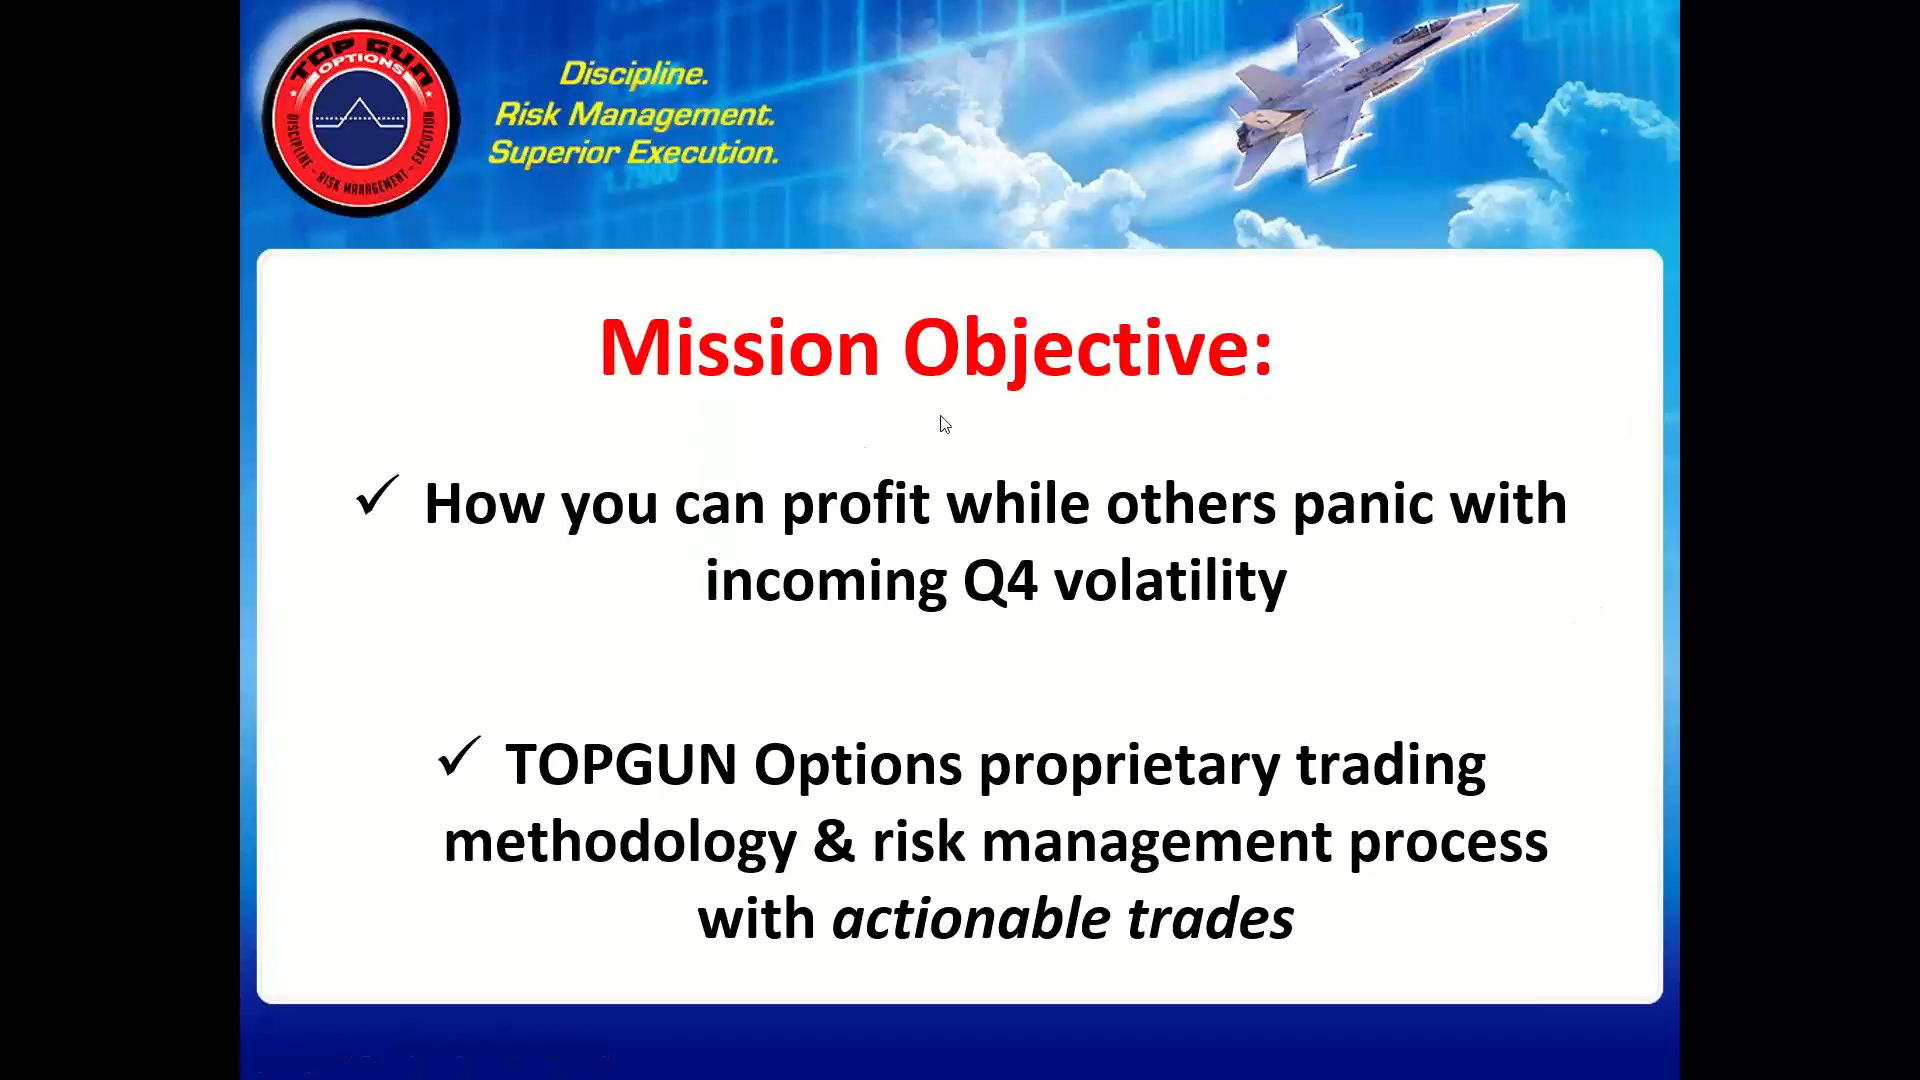 TOP GUN
OPTIONS
DISCIPLINE - RISK MANAGEMENT - EXECUTION
Discipline.
Risk Management.
Superior Execution.
Mission Objective:
✓ How you can profit while others panic with
incoming Q4 volatility
✓ TOPGUN Options proprietary trading
methodology & risk management process
with actionable trades